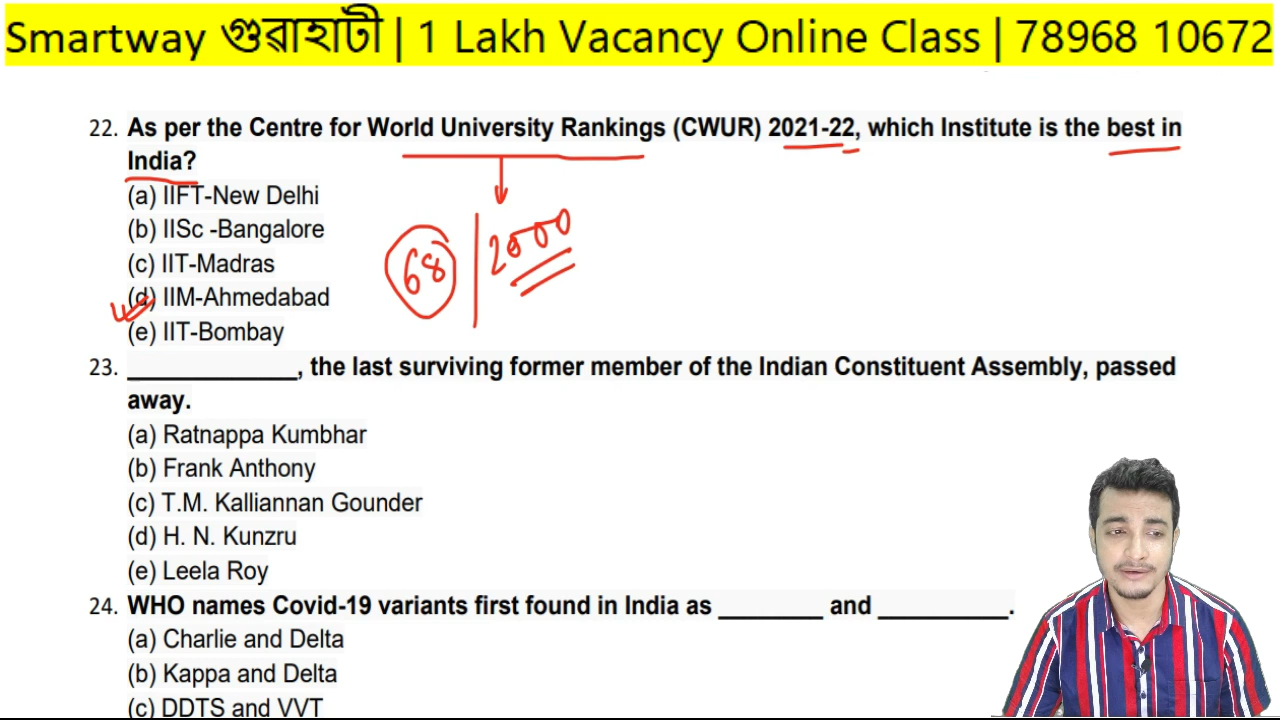 Smartway গুৱাহাটী | 1 Lakh Vacancy Online Class | 78968 10672
22. As per the Centre for World University Rankings (CWUR) 2021-22, which Institute is the best in
India?
(a) IIFT-New Delhi
(b) IISc -Bangalore
(c) IIT-Madras
(d) IIM-Ahmedabad
(e) IIT-Bombay
68 | 2000
23. ____________, the last surviving former member of the Indian Constituent Assembly, passed
away.
(a) Ratnappa Kumbhar
(b) Frank Anthony
(c) T.M. Kalliannan Gounder
(d) H. N. Kunzru
(e) Leela Roy
24. WHO names Covid-19 variants first found in India as ________ and __________.
(a) Charlie and Delta
(b) Kappa and Delta
(c) DDTS and VVT